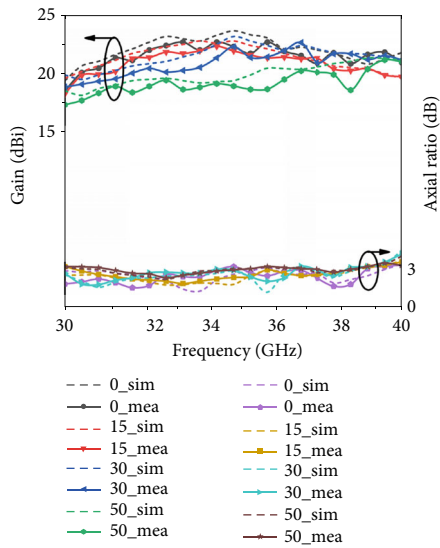 25
20
15
Gain (dBi)
3
0
Axial ratio (dB)
30 32 34 36 38 40
Frequency (GHz)
0_sim 0_sim
0_mea 0_mea
15_sim 15_sim
15_mea 15_mea
30_sim 30_sim
30_mea 30_mea
50_sim 50_sim
50_mea 50_mea